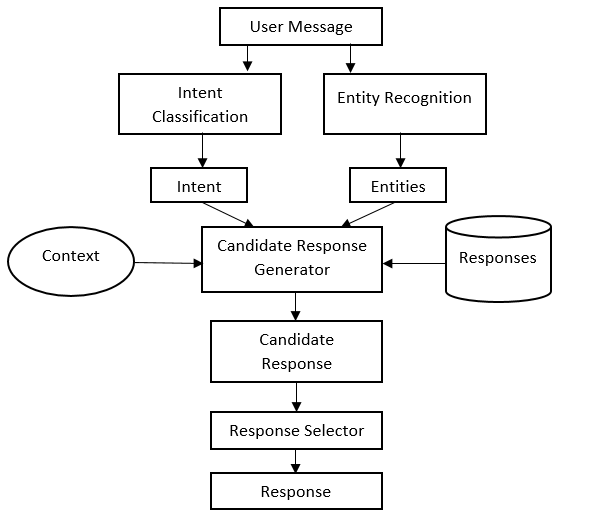 User Message
Intent
Classification
Entity Recognition
Intent
Entities
Context
Candidate Response
Generator
Responses
Candidate
Response
Response Selector
Response